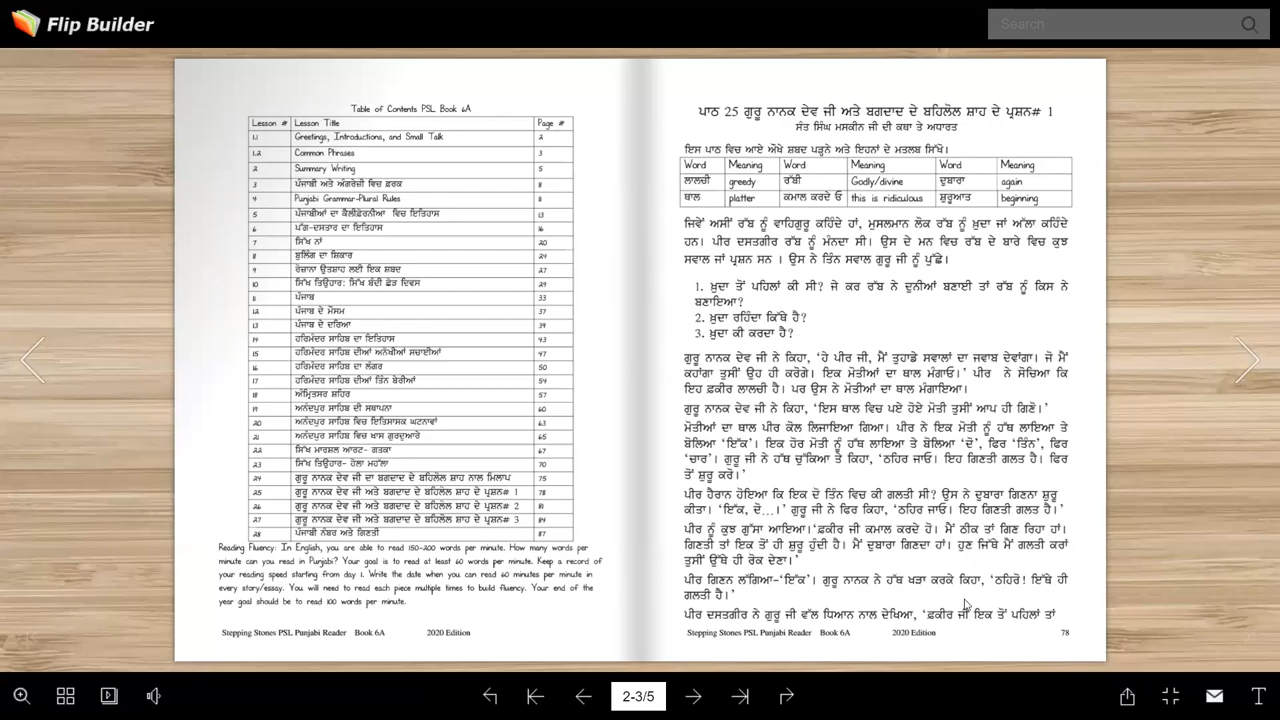 Flip Builder
Search
Table of Contents PSL Book 6A
Lesson # Lesson Title Page #
1.1 Greetings, Introductions, and Small Talk 2
1.2 Common Phrases 3
2 Summary Writing 5
3 ਪੰਜਾਬੀ ਅਤੇ ਅੰਗਰੇਜ਼ੀ ਵਿਚ ਫ਼ਰਕ 8
4 Punjabi Grammar-Plural Rules 11
5 ਪੰਜਾਬੀਆਂ ਦਾ ਕੈਲੀਫ਼ੋਰਨੀਆ ਵਿਚ ਇਤਿਹਾਸ 13
6 ਪੱਗ-ਦਸਤਾਰ ਦਾ ਇਤਿਹਾਸ 16
7 ਸਿੱਖ ਨਾਂ 20
8 ਬੁਲਿੰਗ ਦਾ ਸ਼ਿਕਾਰ 24
9 ਰੋਜ਼ਾਨਾ ਉਤਸ਼ਾਹ ਲਈ ਇਕ ਸ਼ਬਦ 27
10 ਸਿੱਖ ਤਿਉਹਾਰ: ਸਿੱਖ ਬੰਦੀ ਛੋੜ ਦਿਵਸ 29
11 ਪੰਜਾਬ 33
12 ਪੰਜਾਬ ਦੇ ਮੌਸਮ 37
13 ਪੰਜਾਬ ਦੇ ਦਰਿਆ 39
14 ਹਰਿਮੰਦਰ ਸਾਹਿਬ ਦਾ ਇਤਿਹਾਸ 43
15 ਹਰਿਮੰਦਰ ਸਾਹਿਬ ਦੀਆਂ ਅਨੋਖੀਆਂ ਸਚਾਈਆਂ 47
16 ਹਰਿਮੰਦਰ ਸਾਹਿਬ ਦਾ ਲੰਗਰ 50
17 ਹਰਿਮੰਦਰ ਸਾਹਿਬ ਦੀਆਂ ਤਿੰਨ ਬੇਰੀਆਂ 54
18 ਅੰਮ੍ਰਿਤਸਰ ਸ਼ਹਿਰ 57
19 ਅਨੰਦਪੁਰ ਸਾਹਿਬ ਦੀ ਸਥਾਪਨਾ 60
20 ਅਨੰਦਪੁਰ ਸਾਹਿਬ ਵਿਚ ਇਤਿਸਾਸਕ ਘਟਨਾਵਾਂ 63
21 ਅਨੰਦਪੁਰ ਸਾਹਿਬ ਵਿਚ ਖਾਸ ਗੁਰਦੁਆਰੇ 65
22 ਸਿੱਖ ਮਾਰਸ਼ਲ ਆਰਟ- ਗਤਕਾ 67
23 ਸਿੱਖ ਤਿਉਹਾਰ- ਹੋਲਾ ਮਹੱਲਾ 70
24 ਗੁਰੂ ਨਾਨਕ ਦੇਵ ਜੀ ਦਾ ਬਗਦਾਦ ਦੇ ਬਹਿਲੋਲ ਸ਼ਾਹ ਨਾਲ ਮਿਲਾਪ 75
25 ਗੁਰੂ ਨਾਨਕ ਦੇਵ ਜੀ ਅਤੇ ਬਗਦਾਦ ਦੇ ਬਹਿਲੋਲ ਸ਼ਾਹ ਦੇ ਪ੍ਰਸ਼ਨ# 1 78
26 ਗੁਰੂ ਨਾਨਕ ਦੇਵ ਜੀ ਅਤੇ ਬਗਦਾਦ ਦੇ ਬਹਿਲੋਲ ਸ਼ਾਹ ਦੇ ਪ੍ਰਸ਼ਨ# 2 81
27 ਗੁਰੂ ਨਾਨਕ ਦੇਵ ਜੀ ਅਤੇ ਬਗਦਾਦ ਦੇ ਬਹਿਲੋਲ ਸ਼ਾਹ ਦੇ ਪ੍ਰਸ਼ਨ# 3 84
28 ਪੰਜਾਬੀ ਨੰਬਰ ਅਤੇ ਗਿਣਤੀ 87
Reading Fluency: In English, you are able to read 150-200 words per minute. How many words per
minute can you read in Punjabi? Your goal is to read at least 60 words per minute. Keep a record of
your reading speed starting from day 1. Write the date when you can read 60 minutes per minute in
every story/essay. You will need to read each piece multiple times to build fluency. Your end of the
year goal should be to read 100 words per minute.
Stepping Stones PSL Punjabi Reader Book 6A 2020 Edition
ਪਾਠ 25 ਗੁਰੂ ਨਾਨਕ ਦੇਵ ਜੀ ਅਤੇ ਬਗਦਾਦ ਦੇ ਬਹਿਲੋਲ ਸ਼ਾਹ ਦੇ ਪ੍ਰਸ਼ਨ# 1
ਸੰਤ ਸਿੰਘ ਮਸਕੀਨ ਜੀ ਦੀ ਕਥਾ ਤੇ ਅਧਾਰਤ
ਇਸ ਪਾਠ ਵਿਚ ਆਏ ਔਖੇ ਸ਼ਬਦ ਪੜ੍ਹਨੇ ਅਤੇ ਇਹਨਾਂ ਦੇ ਮਤਲਬ ਸਿੱਖੋ।
Word Meaning Word Meaning Word Meaning
ਲਾਲਚੀ greedy ਰੱਬੀ Godly/divine ਦੁਬਾਰਾ again
ਥਾਲ platter ਕਮਾਲ ਕਰਦੇ ਓ this is ridiculous ਸ਼ੁਰੂਆਤ beginning
ਜਿਵੇਂ ਅਸੀਂ ਰੱਬ ਨੂੰ ਵਾਹਿਗੁਰੂ ਕਹਿੰਦੇ ਹਾਂ, ਮੁਸਲਮਾਨ ਲੋਕ ਰੱਬ ਨੂੰ ਖ਼ੁਦਾ ਜਾਂ ਅੱਲਾ ਕਹਿੰਦੇ
ਹਨ। ਪੀਰ ਦਸਤਗੀਰ ਰੱਬ ਨੂੰ ਮੰਨਦਾ ਸੀ। ਉਸ ਦੇ ਮਨ ਵਿਚ ਰੱਬ ਦੇ ਬਾਰੇ ਵਿਚ ਕੁਝ
ਸਵਾਲ ਜਾਂ ਪ੍ਰਸ਼ਨ ਸਨ । ਉਸ ਨੇ ਤਿੰਨ ਸਵਾਲ ਗੁਰੂ ਜੀ ਨੂੰ ਪੁੱਛੇ।
1. ਖ਼ੁਦਾ ਤੋਂ ਪਹਿਲਾਂ ਕੀ ਸੀ? ਜੇ ਕਰ ਰੱਬ ਨੇ ਦੁਨੀਆਂ ਬਣਾਈ ਤਾਂ ਰੱਬ ਨੂੰ ਕਿਸ ਨੇ
ਬਣਾਇਆ?
2. ਖ਼ੁਦਾ ਰਹਿੰਦਾ ਕਿੱਥੇ ਹੈ?
3. ਖ਼ੁਦਾ ਕੀ ਕਰਦਾ ਹੈ?
ਗੁਰੂ ਨਾਨਕ ਦੇਵ ਜੀ ਨੇ ਕਿਹਾ, ‘ਹੇ ਪੀਰ ਜੀ, ਮੈਂ ਤੁਹਾਡੇ ਸਵਾਲਾਂ ਦਾ ਜਵਾਬ ਦੇਵਾਂਗਾ। ਜੋ ਮੈਂ
ਕਹਾਂਗਾ ਤੁਸੀਂ ਉਹ ਹੀ ਕਰੋਗੇ। ਇਕ ਮੋਤੀਆਂ ਦਾ ਥਾਲ ਮੰਗਾਓ।’ ਪੀਰ ਨੇ ਸੋਚਿਆ ਕਿ
ਇਹ ਫ਼ਕੀਰ ਲਾਲਚੀ ਹੈ। ਪਰ ਉਸ ਨੇ ਮੋਤੀਆਂ ਦਾ ਥਾਲ ਮੰਗਾਇਆ।
ਗੁਰੂ ਨਾਨਕ ਦੇਵ ਜੀ ਨੇ ਕਿਹਾ, ‘ਇਸ ਥਾਲ ਵਿਚ ਪਏ ਹੋਏ ਮੋਤੀ ਤੁਸੀਂ ਆਪ ਹੀ ਗਿਣੋ।’
ਮੋਤੀਆਂ ਦਾ ਥਾਲ ਪੀਰ ਕੋਲ ਲਿਜਾਇਆ ਗਿਆ। ਪੀਰ ਨੇ ਇਕ ਮੋਤੀ ਨੂੰ ਹੱਥ ਲਾਇਆ ਤੇ
ਬੋਲਿਆ ‘ਇੱਕ’। ਇਕ ਹੋਰ ਮੋਤੀ ਨੂੰ ਹੱਥ ਲਾਇਆ ਤੇ ਬੋਲਿਆ ‘ਦੋ’, ਫਿਰ ‘ਤਿੰਨ’, ਫਿਰ
‘ਚਾਰ’। ਗੁਰੂ ਜੀ ਨੇ ਹੱਥ ਚੁੱਕਿਆ ਤੇ ਕਿਹਾ, ‘ਠਹਿਰ ਜਾਓ। ਇਹ ਗਿਣਤੀ ਗਲਤ ਹੈ। ਫਿਰ
ਤੋਂ ਸ਼ੁਰੂ ਕਰੋ।’
ਪੀਰ ਹੈਰਾਨ ਹੋਇਆ ਕਿ ਇਕ ਦੋ ਤਿੰਨ ਵਿਚ ਕੀ ਗਲਤੀ ਸੀ? ਉਸ ਨੇ ਦੁਬਾਰਾ ਗਿਣਨਾ ਸ਼ੁਰੂ
ਕੀਤਾ। ‘ਇੱਕ, ਦੋ...।’ ਗੁਰੂ ਜੀ ਨੇ ਫਿਰ ਕਿਹਾ, ‘ਠਹਿਰ ਜਾਓ। ਇਹ ਗਿਣਤੀ ਗਲਤ ਹੈ।’
ਪੀਰ ਨੂੰ ਕੁਝ ਗੁੱਸਾ ਆਇਆ।‘ਫ਼ਕੀਰ ਜੀ ਕਮਾਲ ਕਰਦੇ ਹੋ। ਮੈਂ ਠੀਕ ਤਾਂ ਗਿਣ ਰਿਹਾ ਹਾਂ।
ਗਿਣਤੀ ਤਾਂ ਇਕ ਤੋਂ ਹੀ ਸ਼ੁਰੂ ਹੁੰਦੀ ਹੈ। ਮੈਂ ਦੁਬਾਰਾ ਗਿਣਦਾ ਹਾਂ। ਹੁਣ ਜਿੱਥੇ ਮੈਂ ਗਲਤੀ ਕਰਾਂ
ਤੁਸੀਂ ਉੱਥੇ ਹੀ ਰੋਕ ਦੇਣਾ।’
ਪੀਰ ਗਿਣਨ ਲੱਗਿਆ-‘ਇੱਕ’। ਗੁਰੂ ਨਾਨਕ ਨੇ ਹੱਥ ਖੜਾ ਕਰਕੇ ਕਿਹਾ, ‘ਠਹਿਰੋ! ਇੱਥੇ ਹੀ
ਗਲਤੀ ਹੈ।’
ਪੀਰ ਦਸਤਗੀਰ ਨੇ ਗੁਰੂ ਜੀ ਵੱਲ ਧਿਆਨ ਨਾਲ ਦੇਖਿਆ, ‘ਫ਼ਕੀਰ ਜੀ ਇਕ ਤੋਂ ਪਹਿਲਾਂ ਤਾਂ
Stepping Stones PSL Punjabi Reader Book 6A 2020 Edition 78
2-3/5